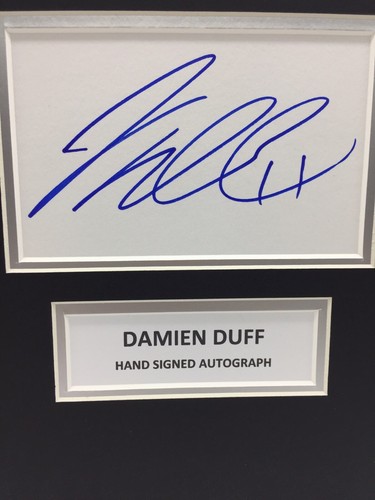 DAMIEN DUFF
HAND SIGNED AUTOGRAPH